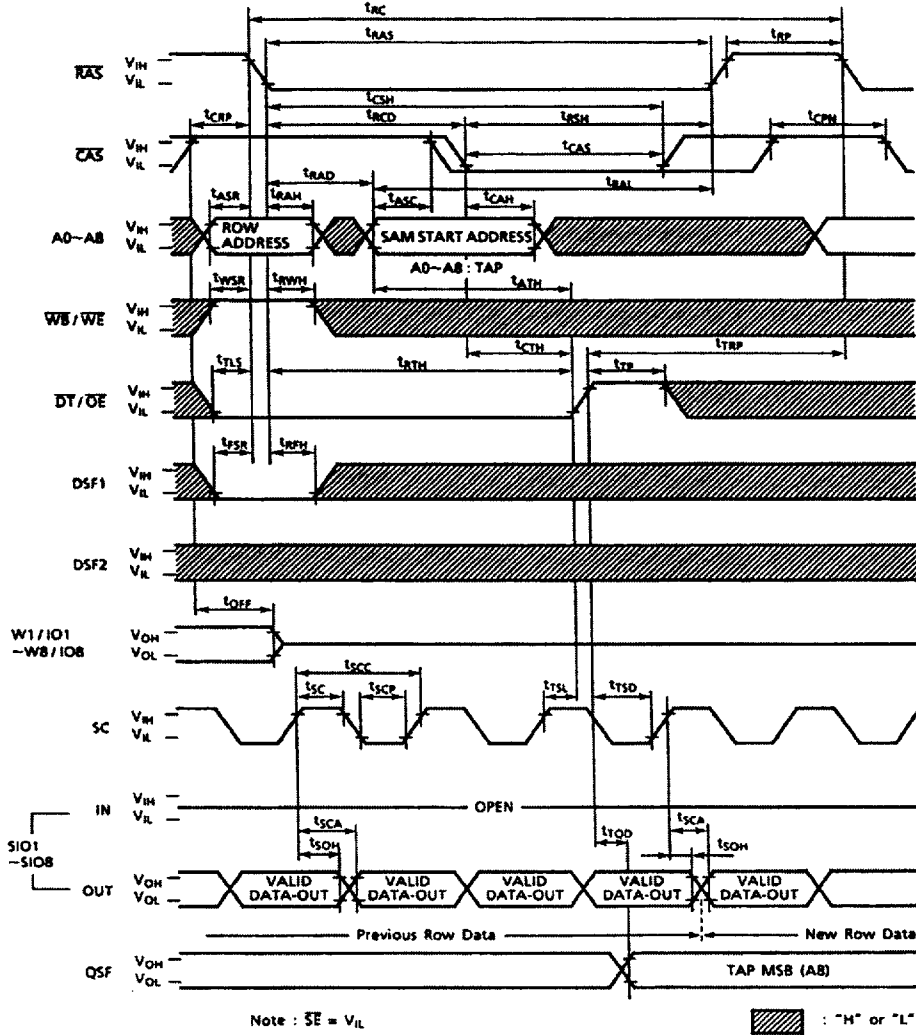 tRC
tRAS
tRP
RAS
VIH
VIL
tCSH
tCRP
tRCD
tRSH
tCPN
CAS
VIH
VIL
tCAS
tRAD
tRAL
tASR
tRAH
tASC
tCAH
A0~A8
VIH
VIL
ROW
ADDRESS
SAM START ADDRESS
A0~A8 : TAP
tWSR
tRWH
tATH
WB / WE
VIH
VIL
tTLS
tRTH
tCTH
tTRP
tTP
DT / OE
VIH
VIL
tFSR
tRFH
DSF1
VIH
VIL
DSF2
VIH
VIL
tOFF
W1 / IO1
~W8 / IO8
VOH
VOL
tSCC
tSC
tSCP
tTSL
tTSD
SC
VIH
VIL
SIO1
~SIO8
IN
VIH
VIL
OPEN
tSCA
tSOH
tTQD
tSCA
tSOH
OUT
VOH
VOL
VALID
DATA-OUT
VALID
DATA-OUT
VALID
DATA-OUT
VALID
DATA-OUT
VALID
DATA-OUT
Previous Row Data
New Row Data
QSF
VOH
VOL
TAP MSB (A8)
Note : SE = VIL
: "H" or "L"